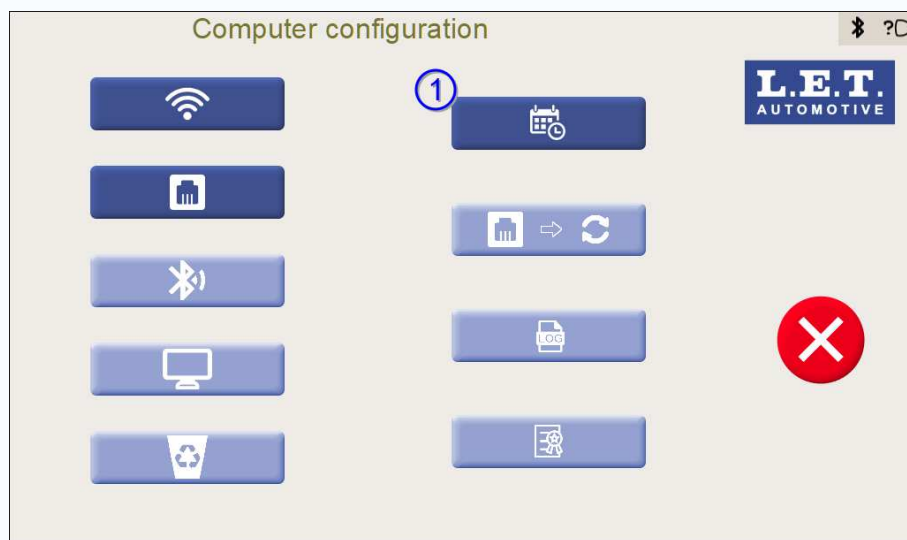 Computer configuration
?
1
L.E.T.
AUTOMOTIVE
LOG